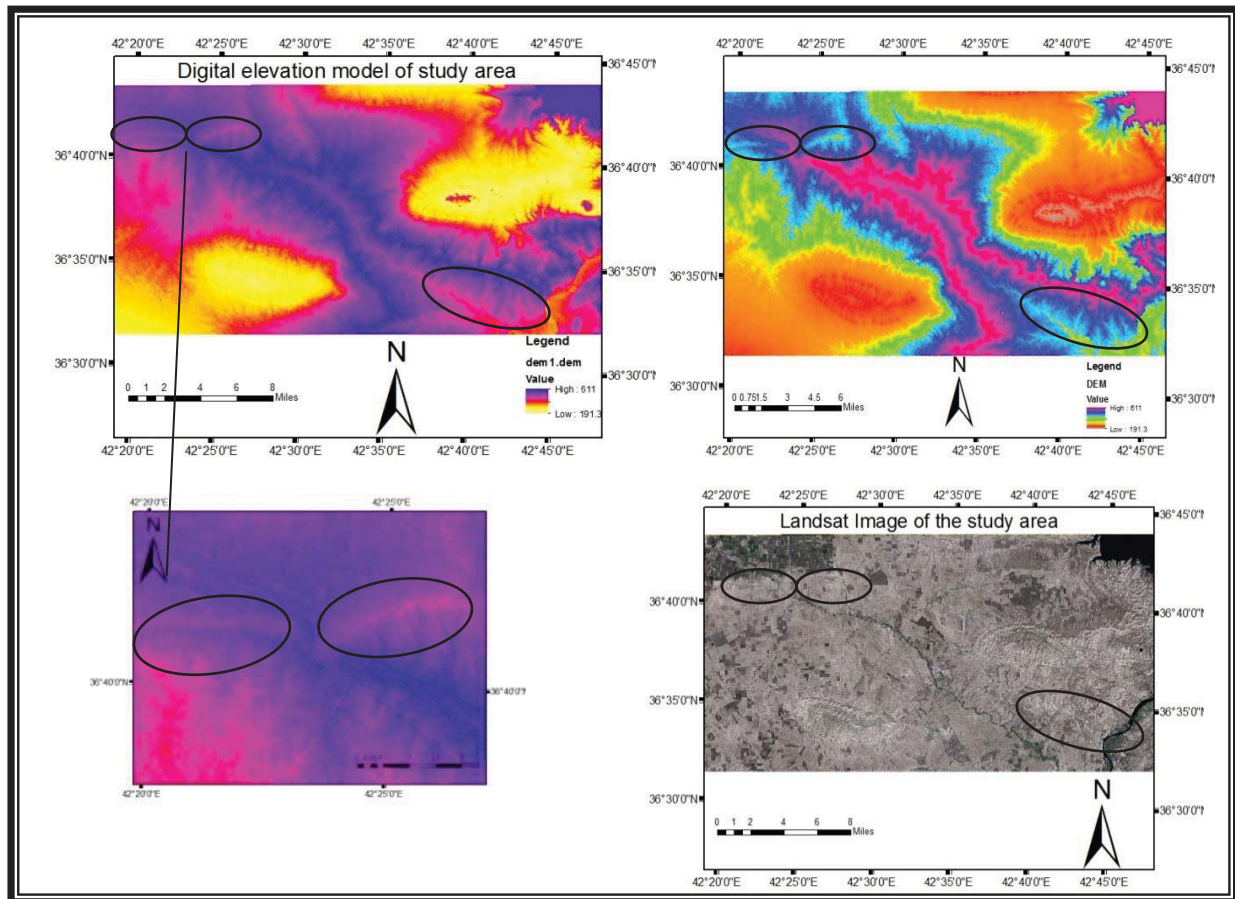 42°20'0"E 42°25'0"E 42°30'0"E 42°35'0"E 42°40'0"E 42°45'0"E
Digital elevation model of study area
36°45'0"N
36°40'0"N
36°40'0"N
36°35'0"N
36°35'0"N
36°30'0"N
36°30'0"N
N
Legend
dem1.dem
Value
High : 611
Low : 191.3
0 1 2 4 6 8
Miles
42°20'0"E 42°25'0"E 42°30'0"E 42°35'0"E 42°40'0"E 42°45'0"E
42°20'0"E 42°25'0"E 42°30'0"E 42°35'0"E 42°40'0"E 42°45'0"E
36°45'0"N
36°40'0"N
36°40'0"N
36°35'0"N
36°35'0"N
36°30'0"N
36°30'0"N
N
Legend
DEM
Value
High : 611
Low : 191.3
0 0.75 1.5 3 4.5 6
Miles
42°20'0"E 42°25'0"E 42°30'0"E 42°35'0"E 42°40'0"E 42°45'0"E
42°20'0"E 42°25'0"E
N
36°40'0"N
36°40'0"N
42°20'0"E 42°25'0"E
42°20'0"E 42°25'0"E 42°30'0"E 42°35'0"E 42°40'0"E 42°45'0"E
Landsat Image of the study area
36°45'0"N
36°40'0"N
36°40'0"N
36°35'0"N
36°35'0"N
36°30'0"N
36°30'0"N
N
0 1 2 4 6 8
Miles
42°20'0"E 42°25'0"E 42°30'0"E 42°35'0"E 42°40'0"E 42°45'0"E